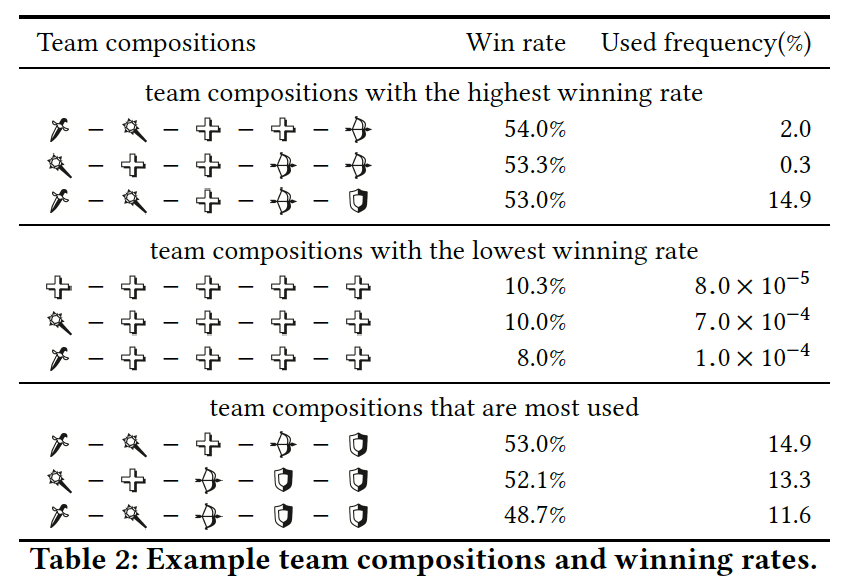 Team compositions Win rate Used frequency(%)
team compositions with the highest winning rate
– – – – 54.0% 2.0
– – – – 53.3% 0.3
– – – – 53.0% 14.9
team compositions with the lowest winning rate
– – – – 10.3% 8.0 × 10⁻⁵
– – – – 10.0% 7.0 × 10⁻⁴
– – – – 8.0% 1.0 × 10⁻⁴
team compositions that are most used
– – – – 53.0% 14.9
– – – – 52.1% 13.3
– – – – 48.7% 11.6
Table 2: Example team compositions and winning rates.